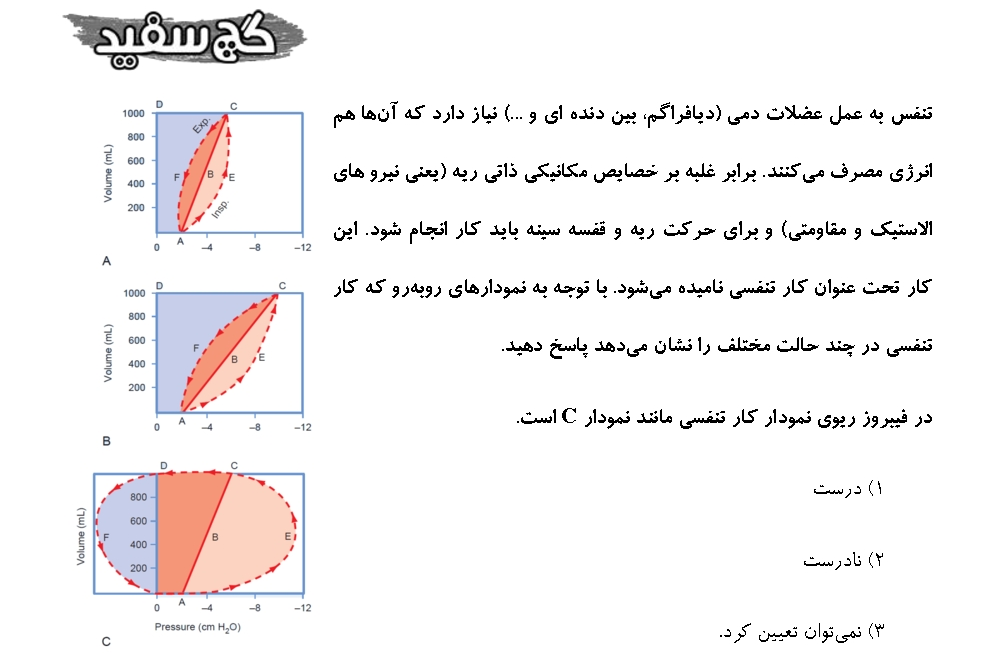 گچ سفید
تنفس به عمل عضلات دمی (دیافراگم، بین دنده ای و ...) نیاز دارد که آن‌ها هم
انرژی مصرف می‌کنند. برابر غلبه بر خصایص مکانیکی ذاتی ریه (یعنی نیرو های
الاستیک و مقاومتی) و برای حرکت ریه و قفسه سینه باید کار انجام شود. این
کار تحت عنوان کار تنفسی نامیده می‌شود. با توجه به نمودارهای روبه‌رو که کار
تنفسی در چند حالت مختلف را نشان می‌دهد پاسخ دهید.
در فیبروز ریوی نمودار کار تنفسی مانند نمودار C است.
۱) درست
۲) نادرست
۳) نمی‌توان تعیین کرد.
D C
1000
800
600
400
200
Volume (mL)
Exp.
F B E
Insp.
A
0 –4 –8 –12
A
D C
1000
800
600
400
200
Volume (mL)
F B E
A
0 –4 –8 –12
B
D C
800
600
400
200
Volume (mL)
F B E
A
0 –4 –8 –12
Pressure (cm H₂O)
C